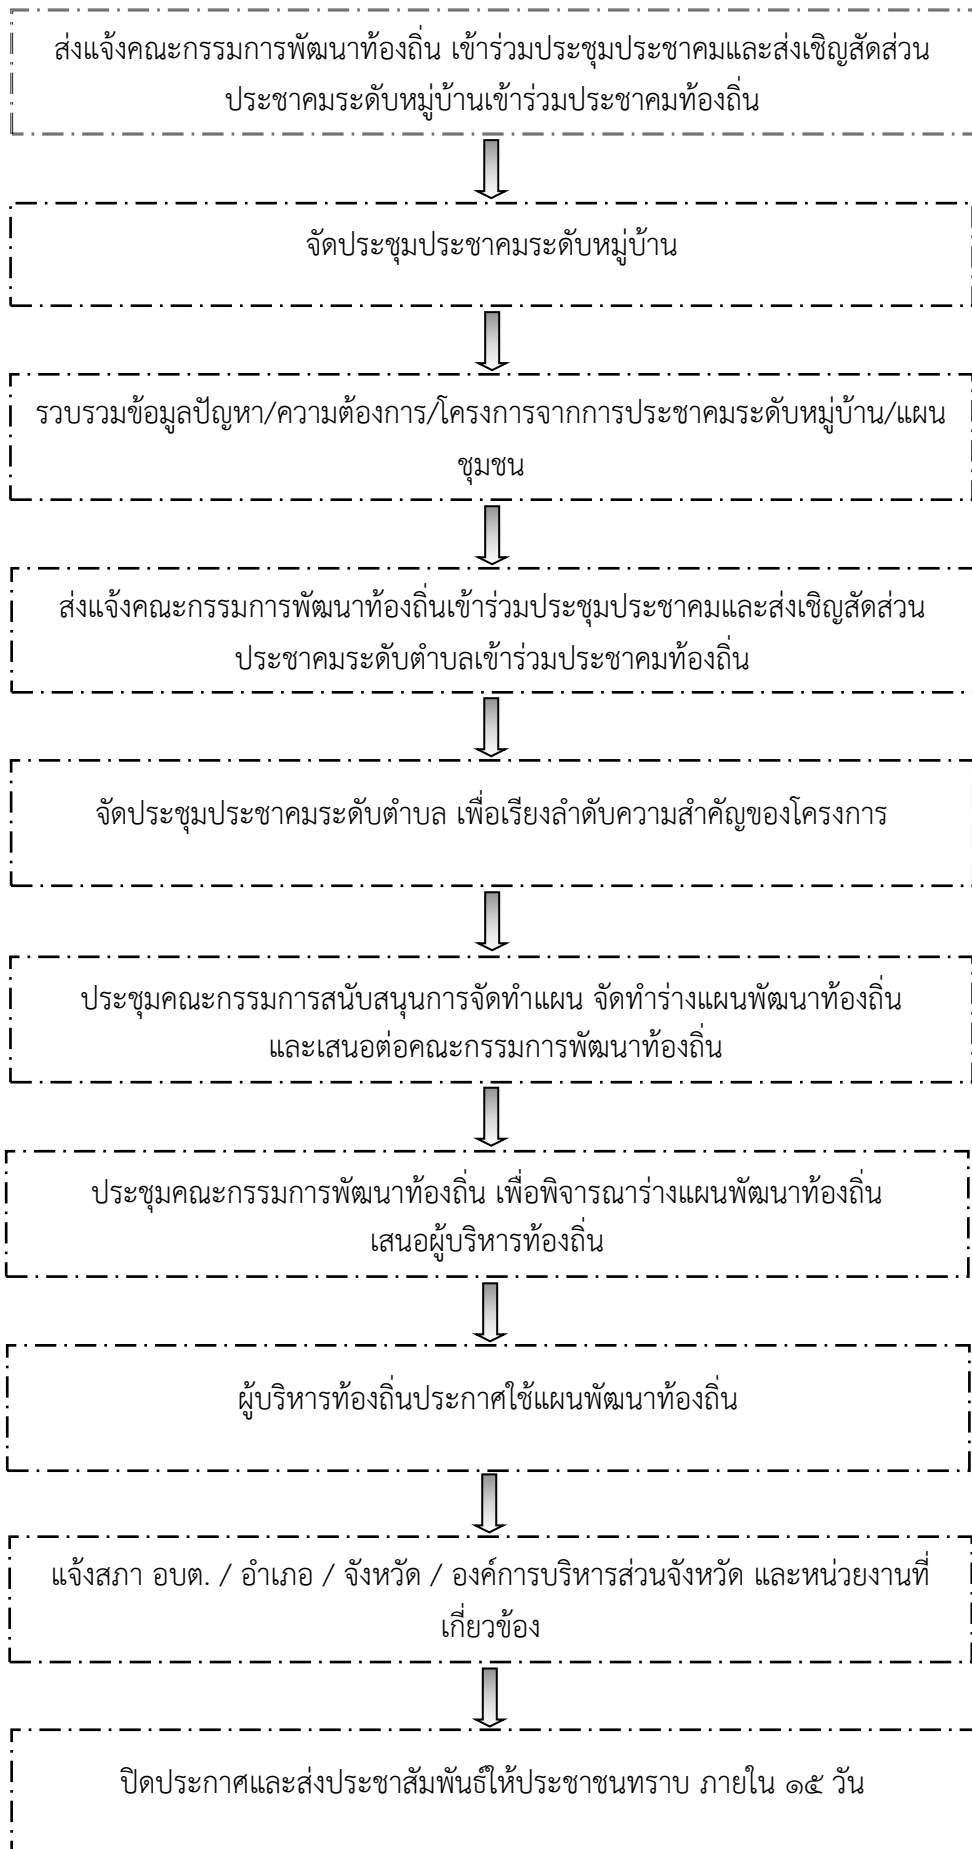 ส่งแจ้งคณะกรรมการพัฒนาท้องถิ่น เข้าร่วมประชุมประชาคมและส่งเชิญสัดส่วน
ประชาคมระดับหมู่บ้านเข้าร่วมประชาคมท้องถิ่น
จัดประชุมประชาคมระดับหมู่บ้าน
รวบรวมข้อมูลปัญหา/ความต้องการ/โครงการจากการประชาคมระดับหมู่บ้าน/แผน
ชุมชน
ส่งแจ้งคณะกรรมการพัฒนาท้องถิ่นเข้าร่วมประชุมประชาคมและส่งเชิญสัดส่วน
ประชาคมระดับตำบลเข้าร่วมประชาคมท้องถิ่น
จัดประชุมประชาคมระดับตำบล เพื่อเรียงลำดับความสำคัญของโครงการ
ประชุมคณะกรรมการสนับสนุนการจัดทำแผน จัดทำร่างแผนพัฒนาท้องถิ่น
และเสนอต่อคณะกรรมการพัฒนาท้องถิ่น
ประชุมคณะกรรมการพัฒนาท้องถิ่น เพื่อพิจารณาร่างแผนพัฒนาท้องถิ่น
เสนอผู้บริหารท้องถิ่น
ผู้บริหารท้องถิ่นประกาศใช้แผนพัฒนาท้องถิ่น
แจ้งสภา อบต. / อำเภอ / จังหวัด / องค์การบริหารส่วนจังหวัด และหน่วยงานที่
เกี่ยวข้อง
ปิดประกาศและส่งประชาสัมพันธ์ให้ประชาชนทราบ ภายใน ๑๕ วัน